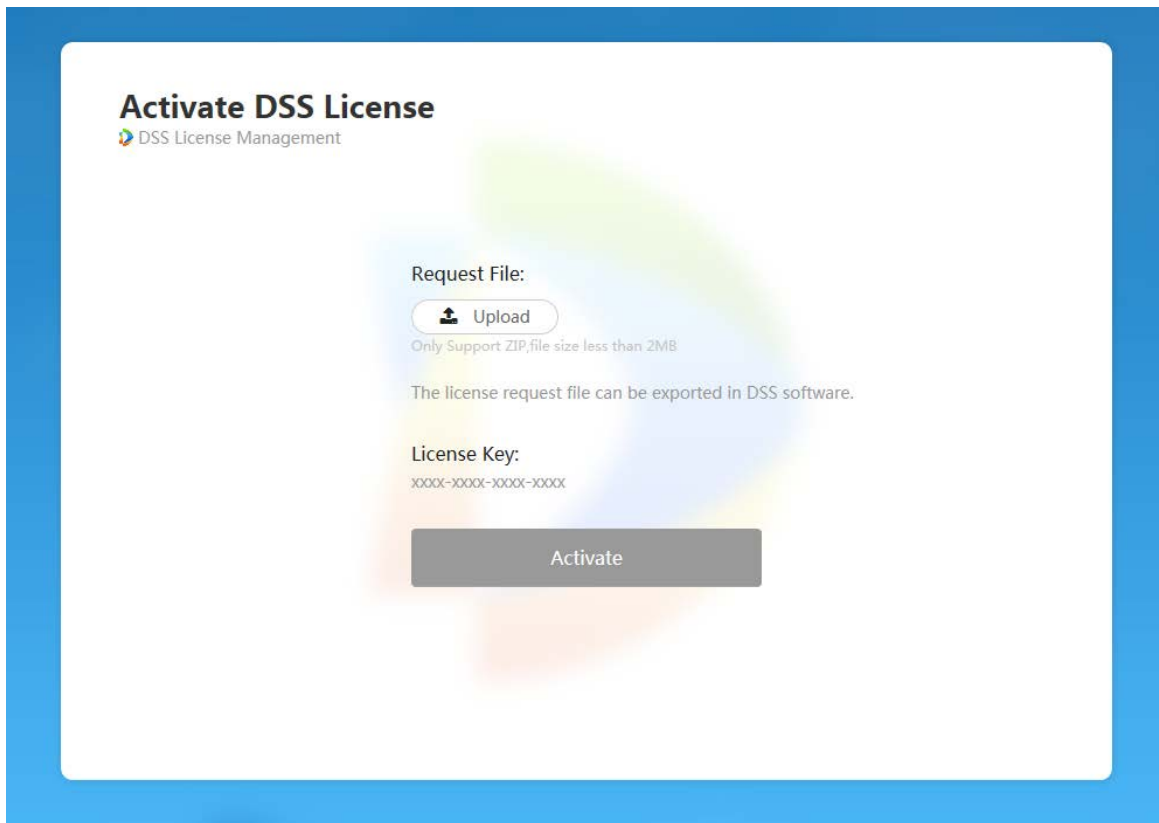 Activate DSS License
DSS License Management
Request File:
Upload
Only Support ZIP,file size less than 2MB
The license request file can be exported in DSS software.
License Key:
xxxx-xxxx-xxxx-xxxx
Activate